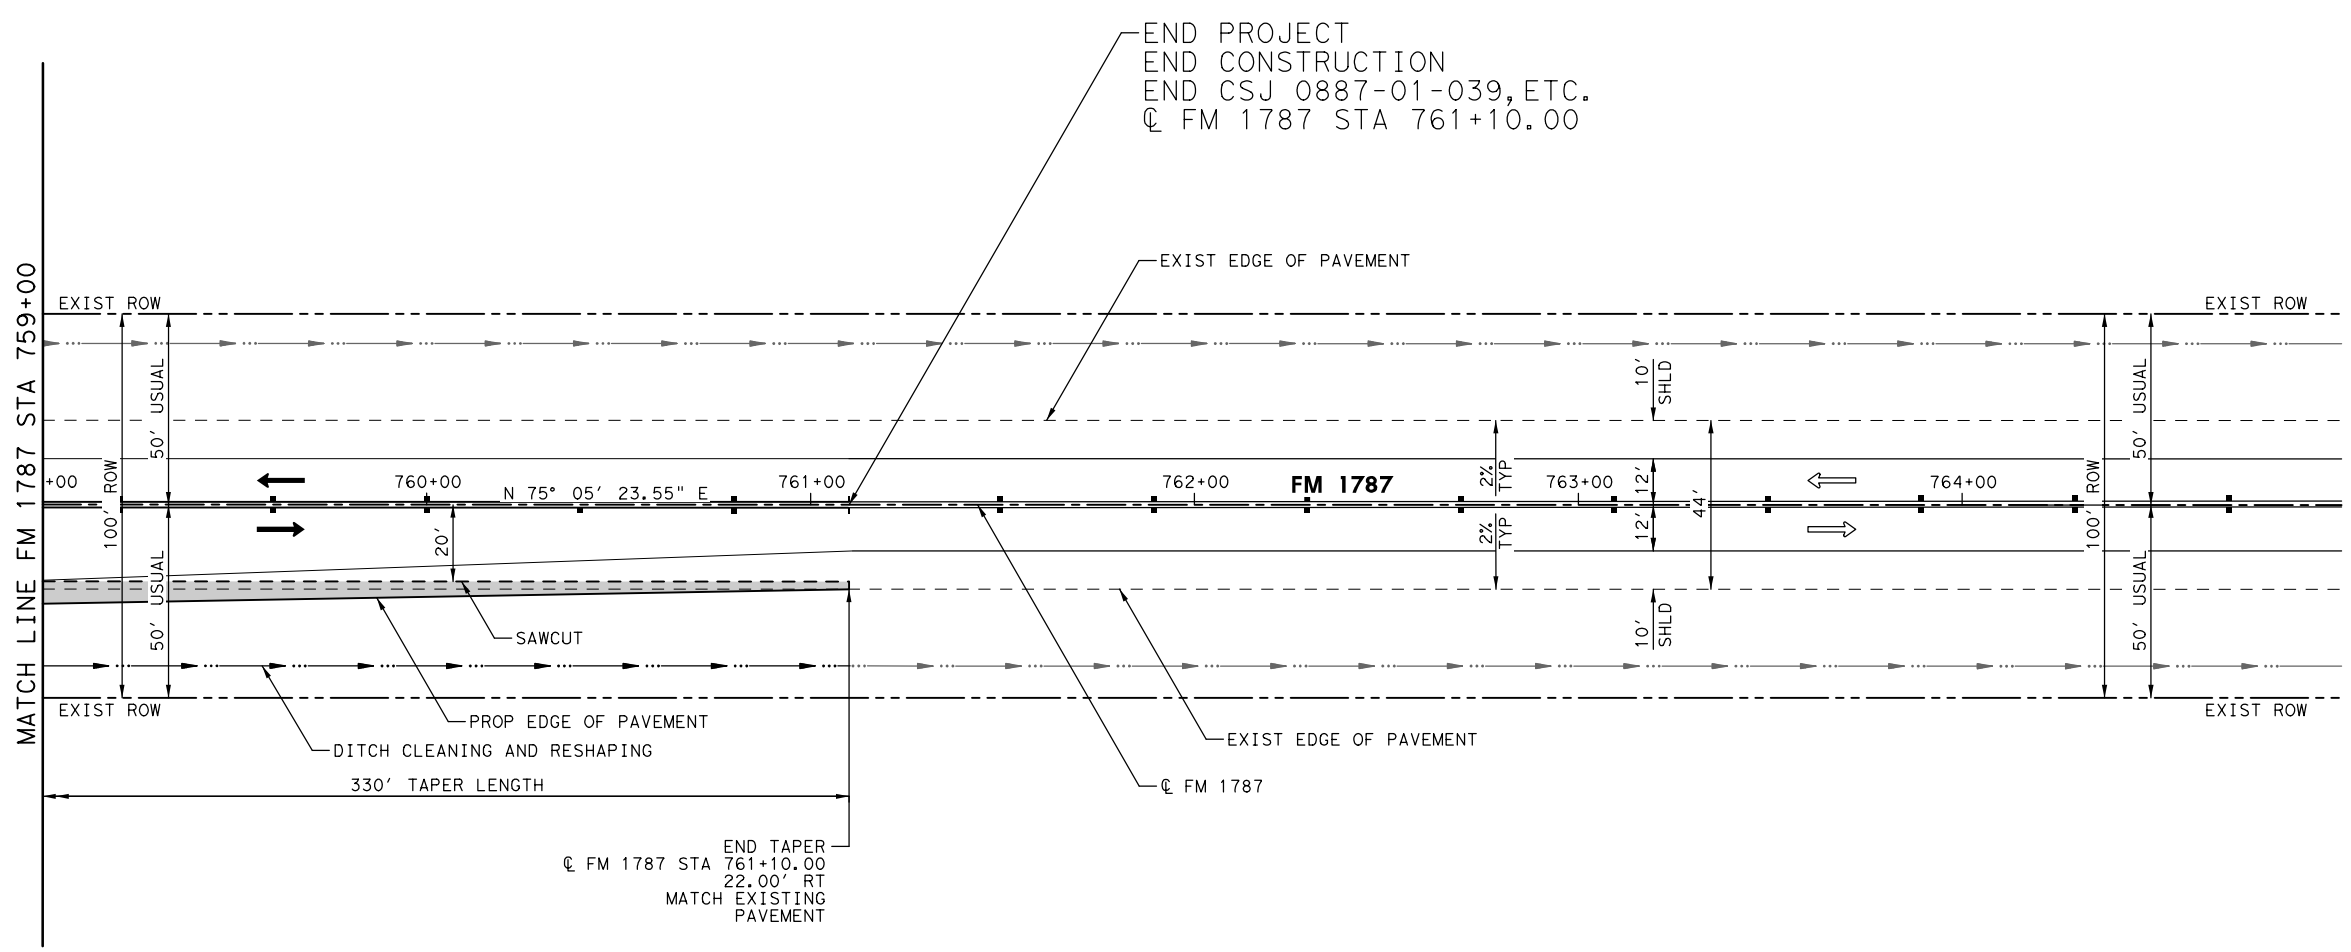 END PROJECT
END CONSTRUCTION
END CSJ 0887-01-039, ETC.
℄ FM 1787 STA 761+10.00
EXIST EDGE OF PAVEMENT
MATCH LINE FM 1787 STA 759+00
EXIST ROW
EXIST ROW
50' USUAL
100' ROW
10'
SHLD
50' USUAL
+00
760+00
N 75° 05' 23.55" E
761+00
762+00
FM 1787
2%
TYP
763+00
12'
44'
764+00
100' ROW
20'
2%
TYP
12'
50' USUAL
10'
SHLD
50' USUAL
SAWCUT
EXIST ROW
EXIST ROW
PROP EDGE OF PAVEMENT
DITCH CLEANING AND RESHAPING
EXIST EDGE OF PAVEMENT
330' TAPER LENGTH
℄ FM 1787
END TAPER
℄ FM 1787 STA 761+10.00
22.00' RT
MATCH EXISTING
PAVEMENT